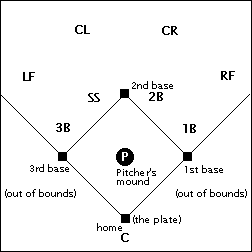 CL
CR
LF
RF
2nd base
SS
2B
3B
1B
P
3rd base
Pitcher's
mound
1st base
(out of bounds)
(out of bounds)
(the plate)
home
C